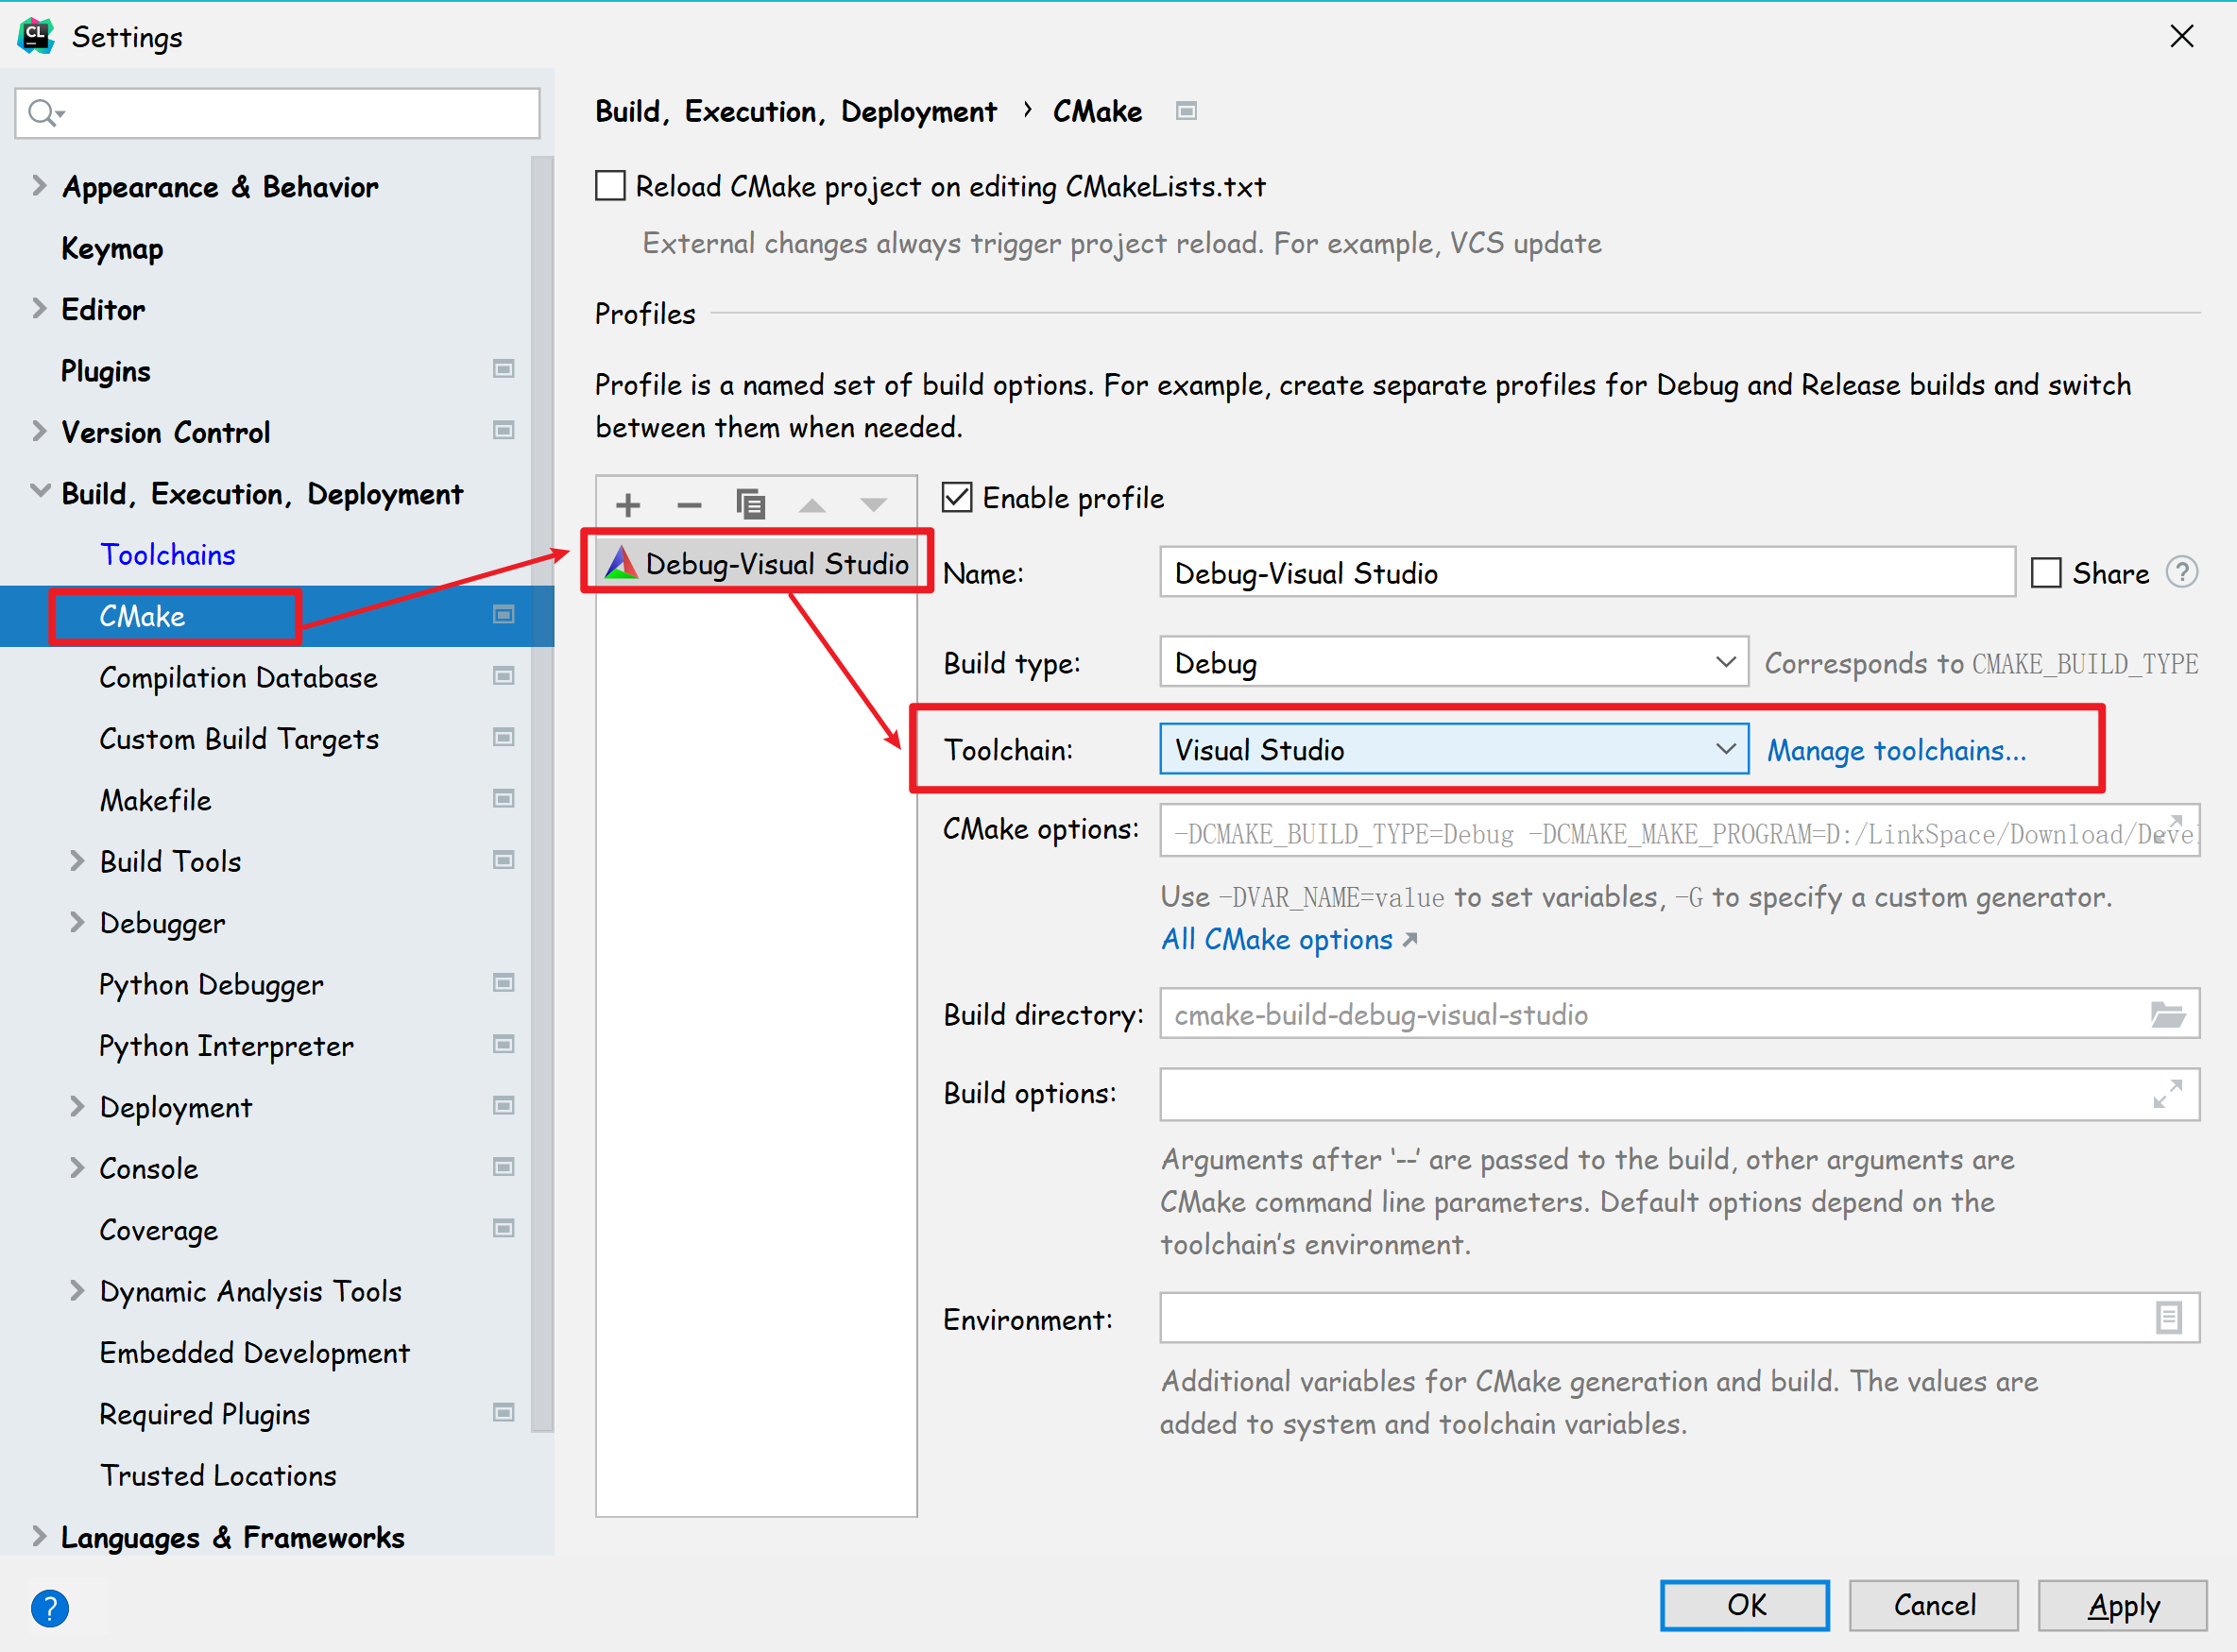 CL
Settings
Appearance & Behavior
Keymap
Editor
Plugins
Version Control
Build, Execution, Deployment
Toolchains
CMake
Compilation Database
Custom Build Targets
Makefile
Build Tools
Debugger
Python Debugger
Python Interpreter
Deployment
Console
Coverage
Dynamic Analysis Tools
Embedded Development
Required Plugins
Trusted Locations
Languages & Frameworks
Build, Execution, Deployment › CMake
Reload CMake project on editing CMakeLists.txt
External changes always trigger project reload. For example, VCS update
Profiles
Profile is a named set of build options. For example, create separate profiles for Debug and Release builds and switch
between them when needed.
Debug-Visual Studio
Enable profile
Name: Debug-Visual Studio Share ?
Build type: Debug Corresponds to CMAKE_BUILD_TYPE
Toolchain: Visual Studio Manage toolchains...
CMake options: -DCMAKE_BUILD_TYPE=Debug -DCMAKE_MAKE_PROGRAM=D:/LinkSpace/Download/Devel
Use -DVAR_NAME=value to set variables, -G to specify a custom generator.
All CMake options
Build directory: cmake-build-debug-visual-studio
Build options:
Arguments after ‘--’ are passed to the build, other arguments are
CMake command line parameters. Default options depend on the
toolchain’s environment.
Environment:
Additional variables for CMake generation and build. The values are
added to system and toolchain variables.
? OK Cancel Apply